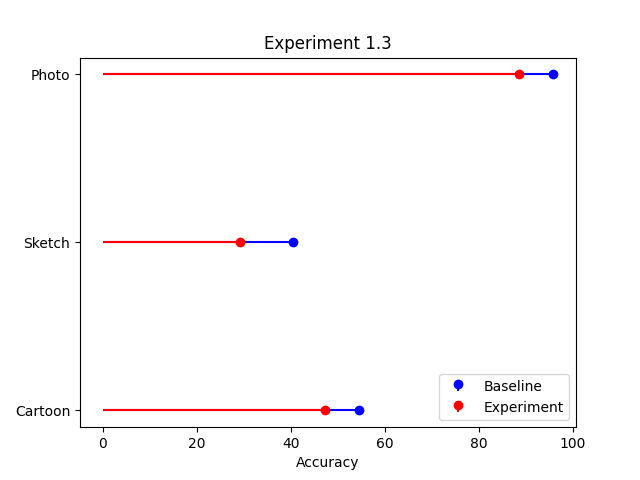 Experiment 1.3
Photo
Sketch
Cartoon
Baseline
Experiment
0 20 40 60 80 100
Accuracy